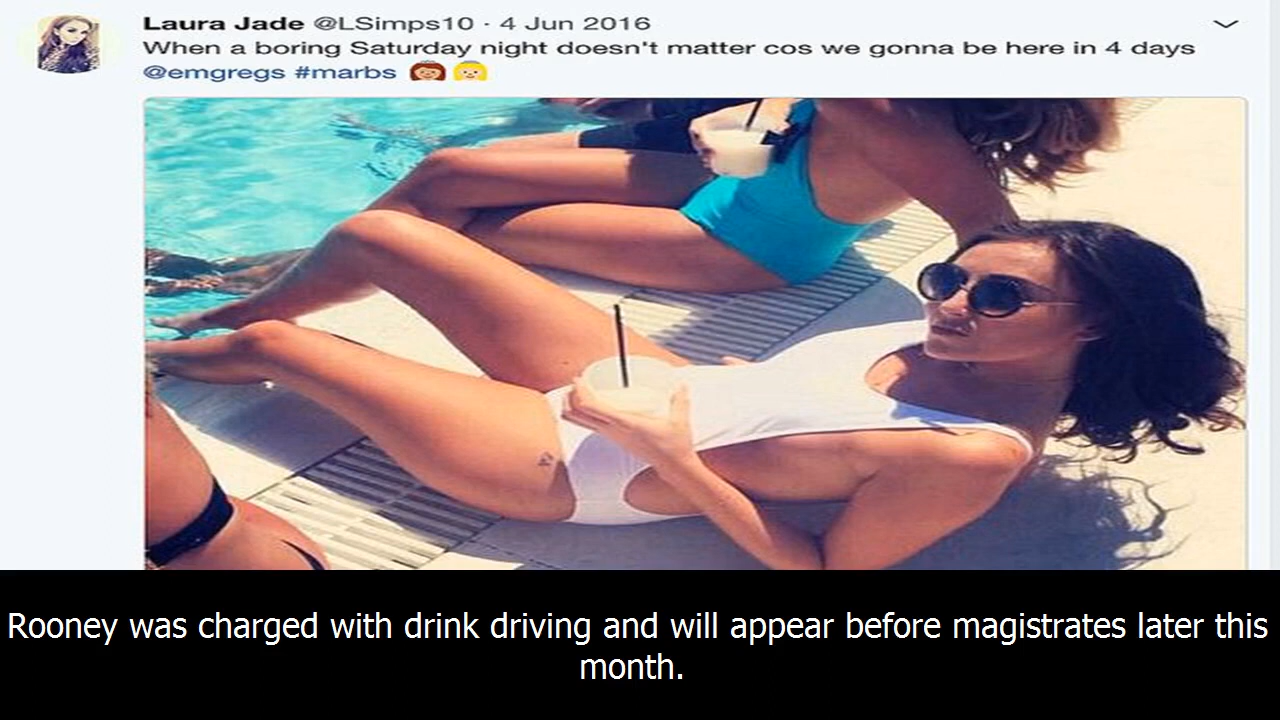 Laura Jade @LSimps10 · 4 Jun 2016
When a boring Saturday night doesn't matter cos we gonna be here in 4 days
@emgregs #marbs 👸🏽👸🏼
Rooney was charged with drink driving and will appear before magistrates later this
month.